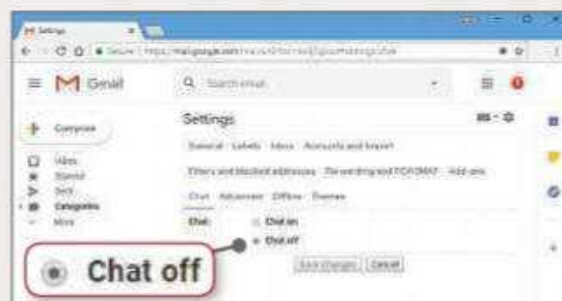 Secure
Gmail
Search email
Settings
Compose
General Labels Inbox Accounts and Import
Inbox
Filters and blocked addresses Forwarding and POP/IMAP Add-ons
Starred
Sent
Chat Advanced Offline Themes
Categories
More
Chat:
Chat on
Chat off
Save Changes Cancel
Chat off